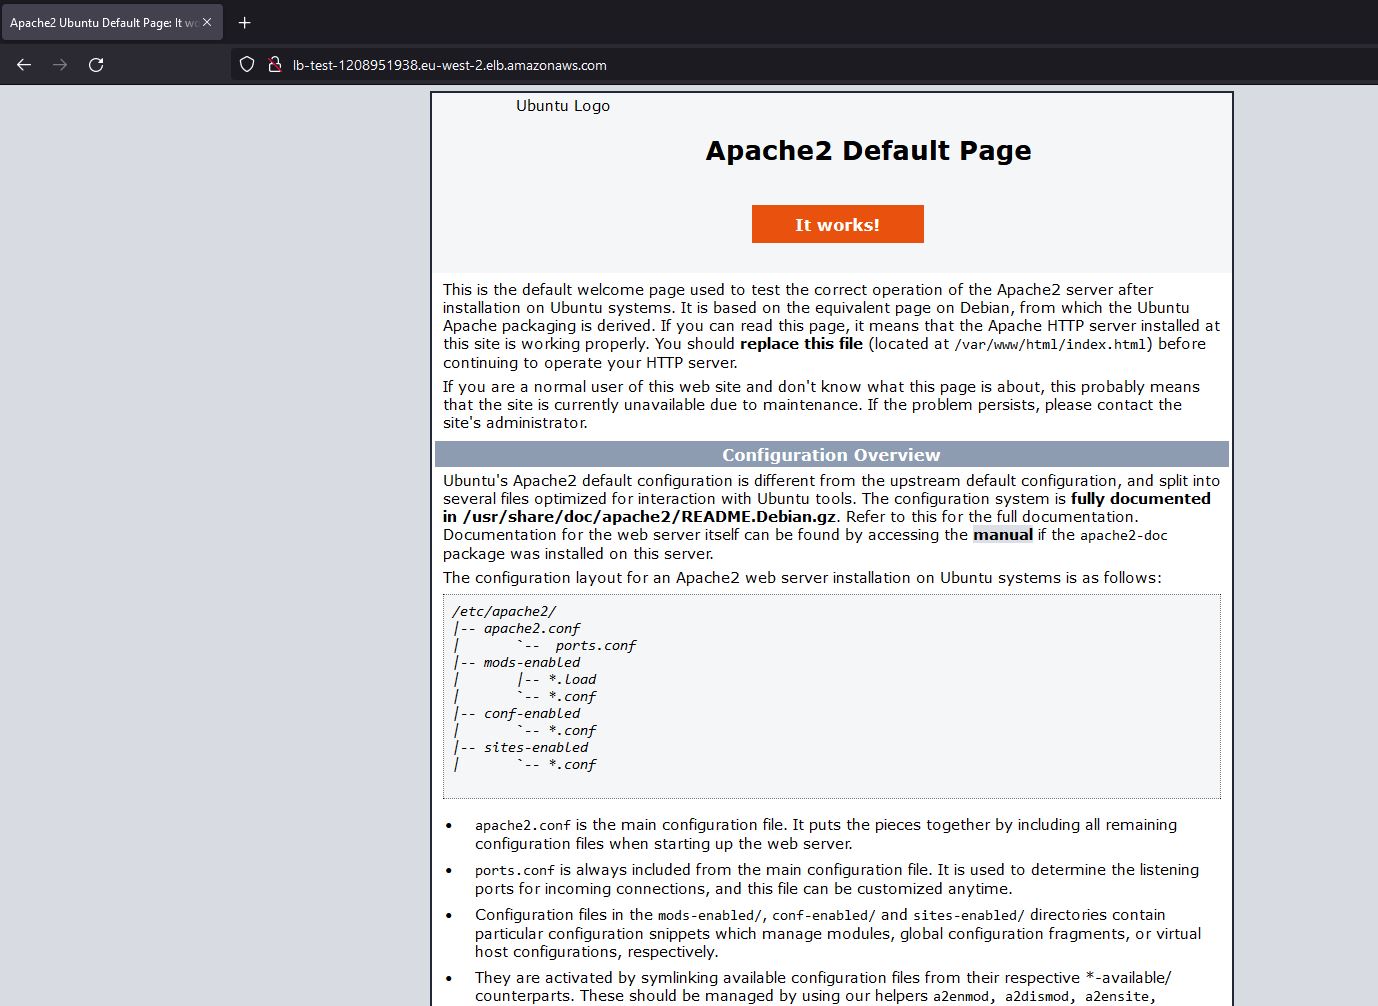 Apache2 Ubuntu Default Page: It wo
lb-test-1208951938.eu-west-2.elb.amazonaws.com
Ubuntu Logo
Apache2 Default Page
It works!
This is the default welcome page used to test the correct operation of the Apache2 server after
installation on Ubuntu systems. It is based on the equivalent page on Debian, from which the Ubuntu
Apache packaging is derived. If you can read this page, it means that the Apache HTTP server installed at
this site is working properly. You should replace this file (located at /var/www/html/index.html) before
continuing to operate your HTTP server.
If you are a normal user of this web site and don't know what this page is about, this probably means
that the site is currently unavailable due to maintenance. If the problem persists, please contact the
site's administrator.
Configuration Overview
Ubuntu's Apache2 default configuration is different from the upstream default configuration, and split into
several files optimized for interaction with Ubuntu tools. The configuration system is fully documented
in /usr/share/doc/apache2/README.Debian.gz. Refer to this for the full documentation.
Documentation for the web server itself can be found by accessing the manual if the apache2-doc
package was installed on this server.
The configuration layout for an Apache2 web server installation on Ubuntu systems is as follows:
/etc/apache2/
|-- apache2.conf
|       `--  ports.conf
|-- mods-enabled
|       |-- *.load
|       `-- *.conf
|-- conf-enabled
|       `-- *.conf
|-- sites-enabled
|       `-- *.conf
• apache2.conf is the main configuration file. It puts the pieces together by including all remaining
configuration files when starting up the web server.
• ports.conf is always included from the main configuration file. It is used to determine the listening
ports for incoming connections, and this file can be customized anytime.
• Configuration files in the mods-enabled/, conf-enabled/ and sites-enabled/ directories contain
particular configuration snippets which manage modules, global configuration fragments, or virtual
host configurations, respectively.
• They are activated by symlinking available configuration files from their respective *-available/
counterparts. These should be managed by using our helpers a2enmod, a2dismod, a2ensite,